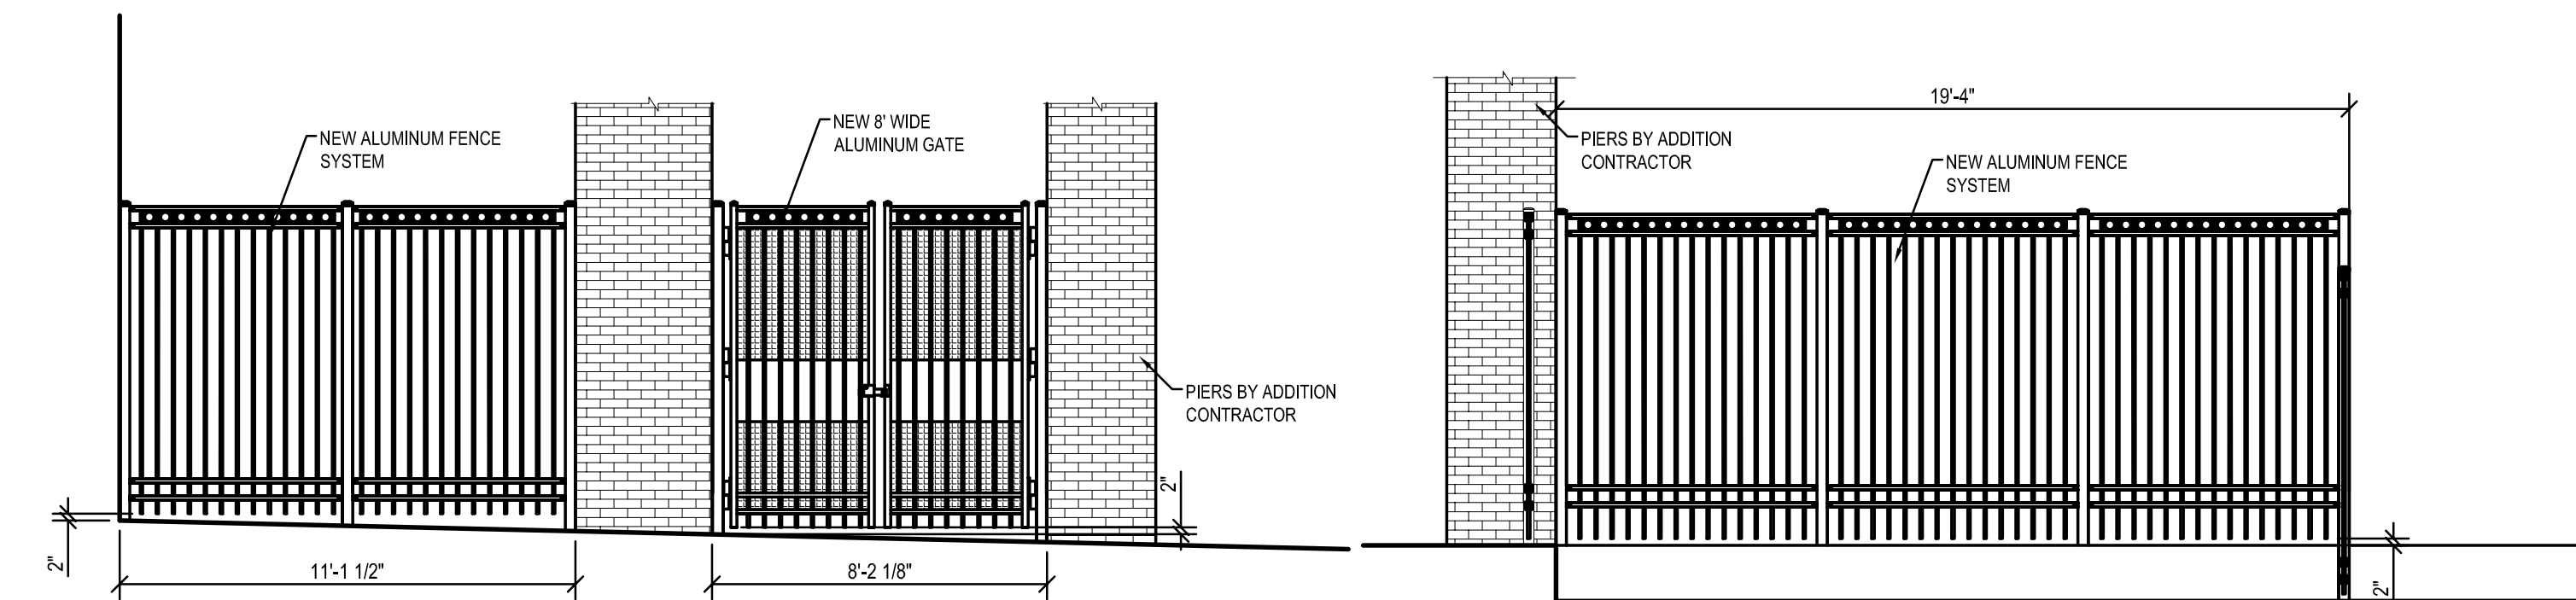 NEW ALUMINUM FENCE
SYSTEM
NEW 8' WIDE
ALUMINUM GATE
PIERS BY ADDITION
CONTRACTOR
2"
2"
11'-1 1/2"
8'-2 1/8"
19'-4"
PIERS BY ADDITION
CONTRACTOR
NEW ALUMINUM FENCE
SYSTEM
2"